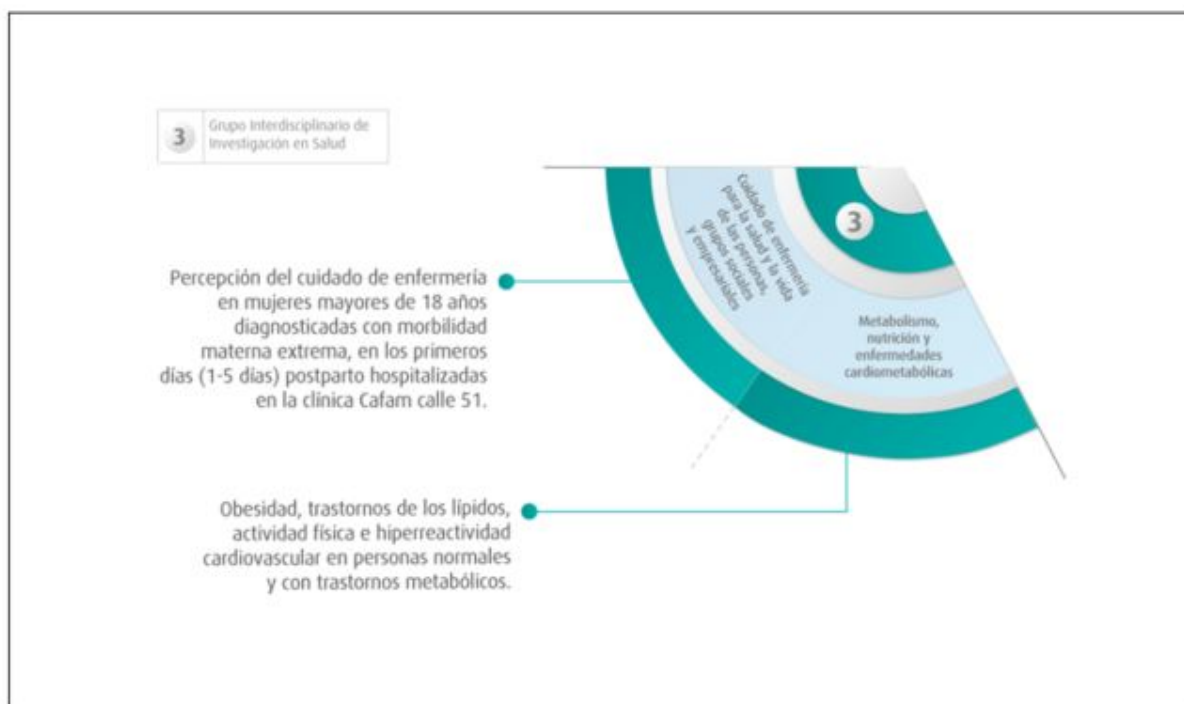 3
Grupo Interdisciplinario de
Investigación en Salud
Cuidado de enfermería
para la salud y la vida
de las personas,
grupos sociales
y empresariales
3
Metabolismo,
nutrición y
enfermedades
cardiometabólicas
Percepción del cuidado de enfermería
en mujeres mayores de 18 años
diagnosticadas con morbilidad
materna extrema, en los primeros
días (1-5 días) postparto hospitalizadas
en la clínica Cafam calle 51.
Obesidad, trastornos de los lípidos,
actividad física e hiperreactividad
cardiovascular en personas normales
y con trastornos metabólicos.